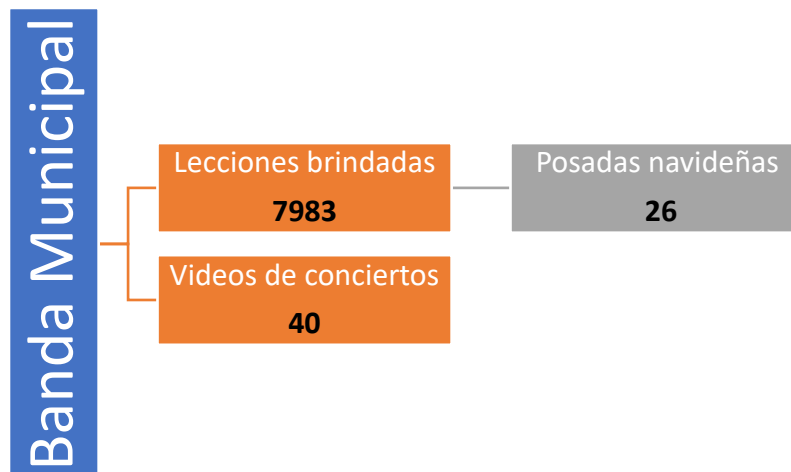 Banda Municipal
Lecciones brindadas
7983
Posadas navideñas
26
Videos de conciertos
40